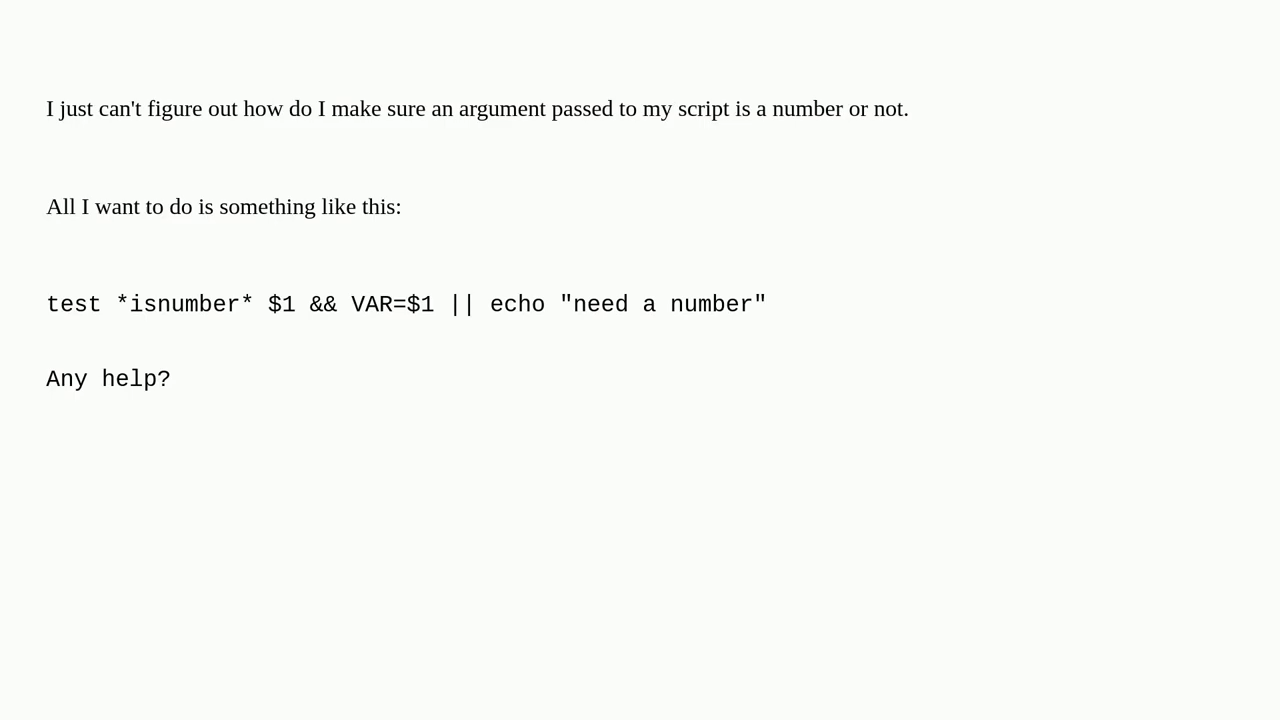 I just can't figure out how do I make sure an argument passed to my script is a number or not.
All I want to do is something like this:
test *isnumber* $1 && VAR=$1 || echo "need a number"
Any help?